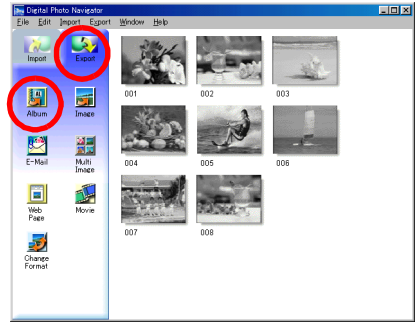 Digital Photo Navigator
File Edit Import Export Window Help
Import Export
Album Image
E-Mail Multi Image
Web Page Movie
Change Format
001 002 003
004 005 006
007 008